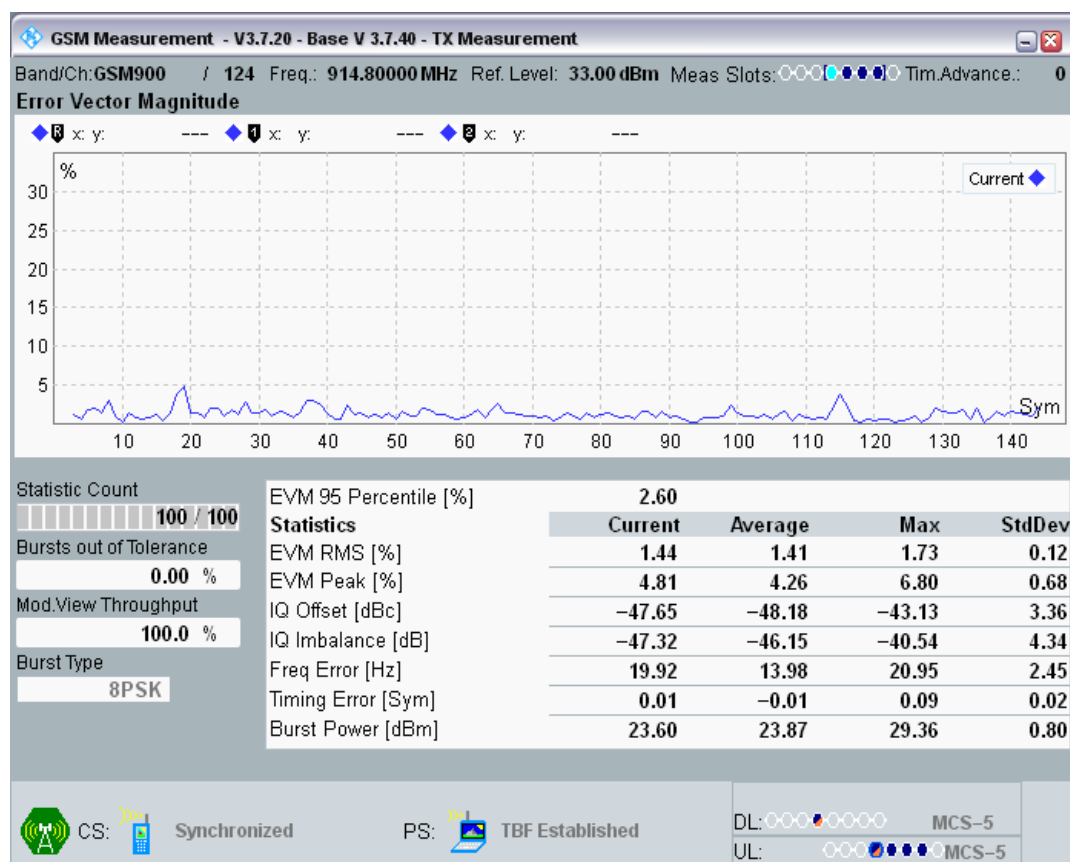 GSM Measurement - V3.7.20 - Base V 3.7.40 - TX Measurement
Band/Ch:GSM900 / 124 Freq.: 914.80000 MHz Ref. Level: 33.00 dBm Meas Slots: Tim.Advance.: 0
Error Vector Magnitude
R x: y: --- 1 x: y: --- 2 x: y: ---
%
Current
30
25
20
15
10
5
Sym
10 20 30 40 50 60 70 80 90 100 110 120 130 140
Statistic Count
100 / 100
Bursts out of Tolerance
0.00 %
Mod.View Throughput
100.0 %
Burst Type
8PSK
EVM 95 Percentile [%] 2.60
Statistics Current Average Max StdDev
EVM RMS [%] 1.44 1.41 1.73 0.12
EVM Peak [%] 4.81 4.26 6.80 0.68
IQ Offset [dBc] −47.65 −48.18 −43.13 3.36
IQ Imbalance [dB] −47.32 −46.15 −40.54 4.34
Freq Error [Hz] 19.92 13.98 20.95 2.45
Timing Error [Sym] 0.01 −0.01 0.09 0.02
Burst Power [dBm] 23.60 23.87 29.36 0.80
CS: Synchronized PS: TBF Established
DL: MCS−5
UL: MCS−5